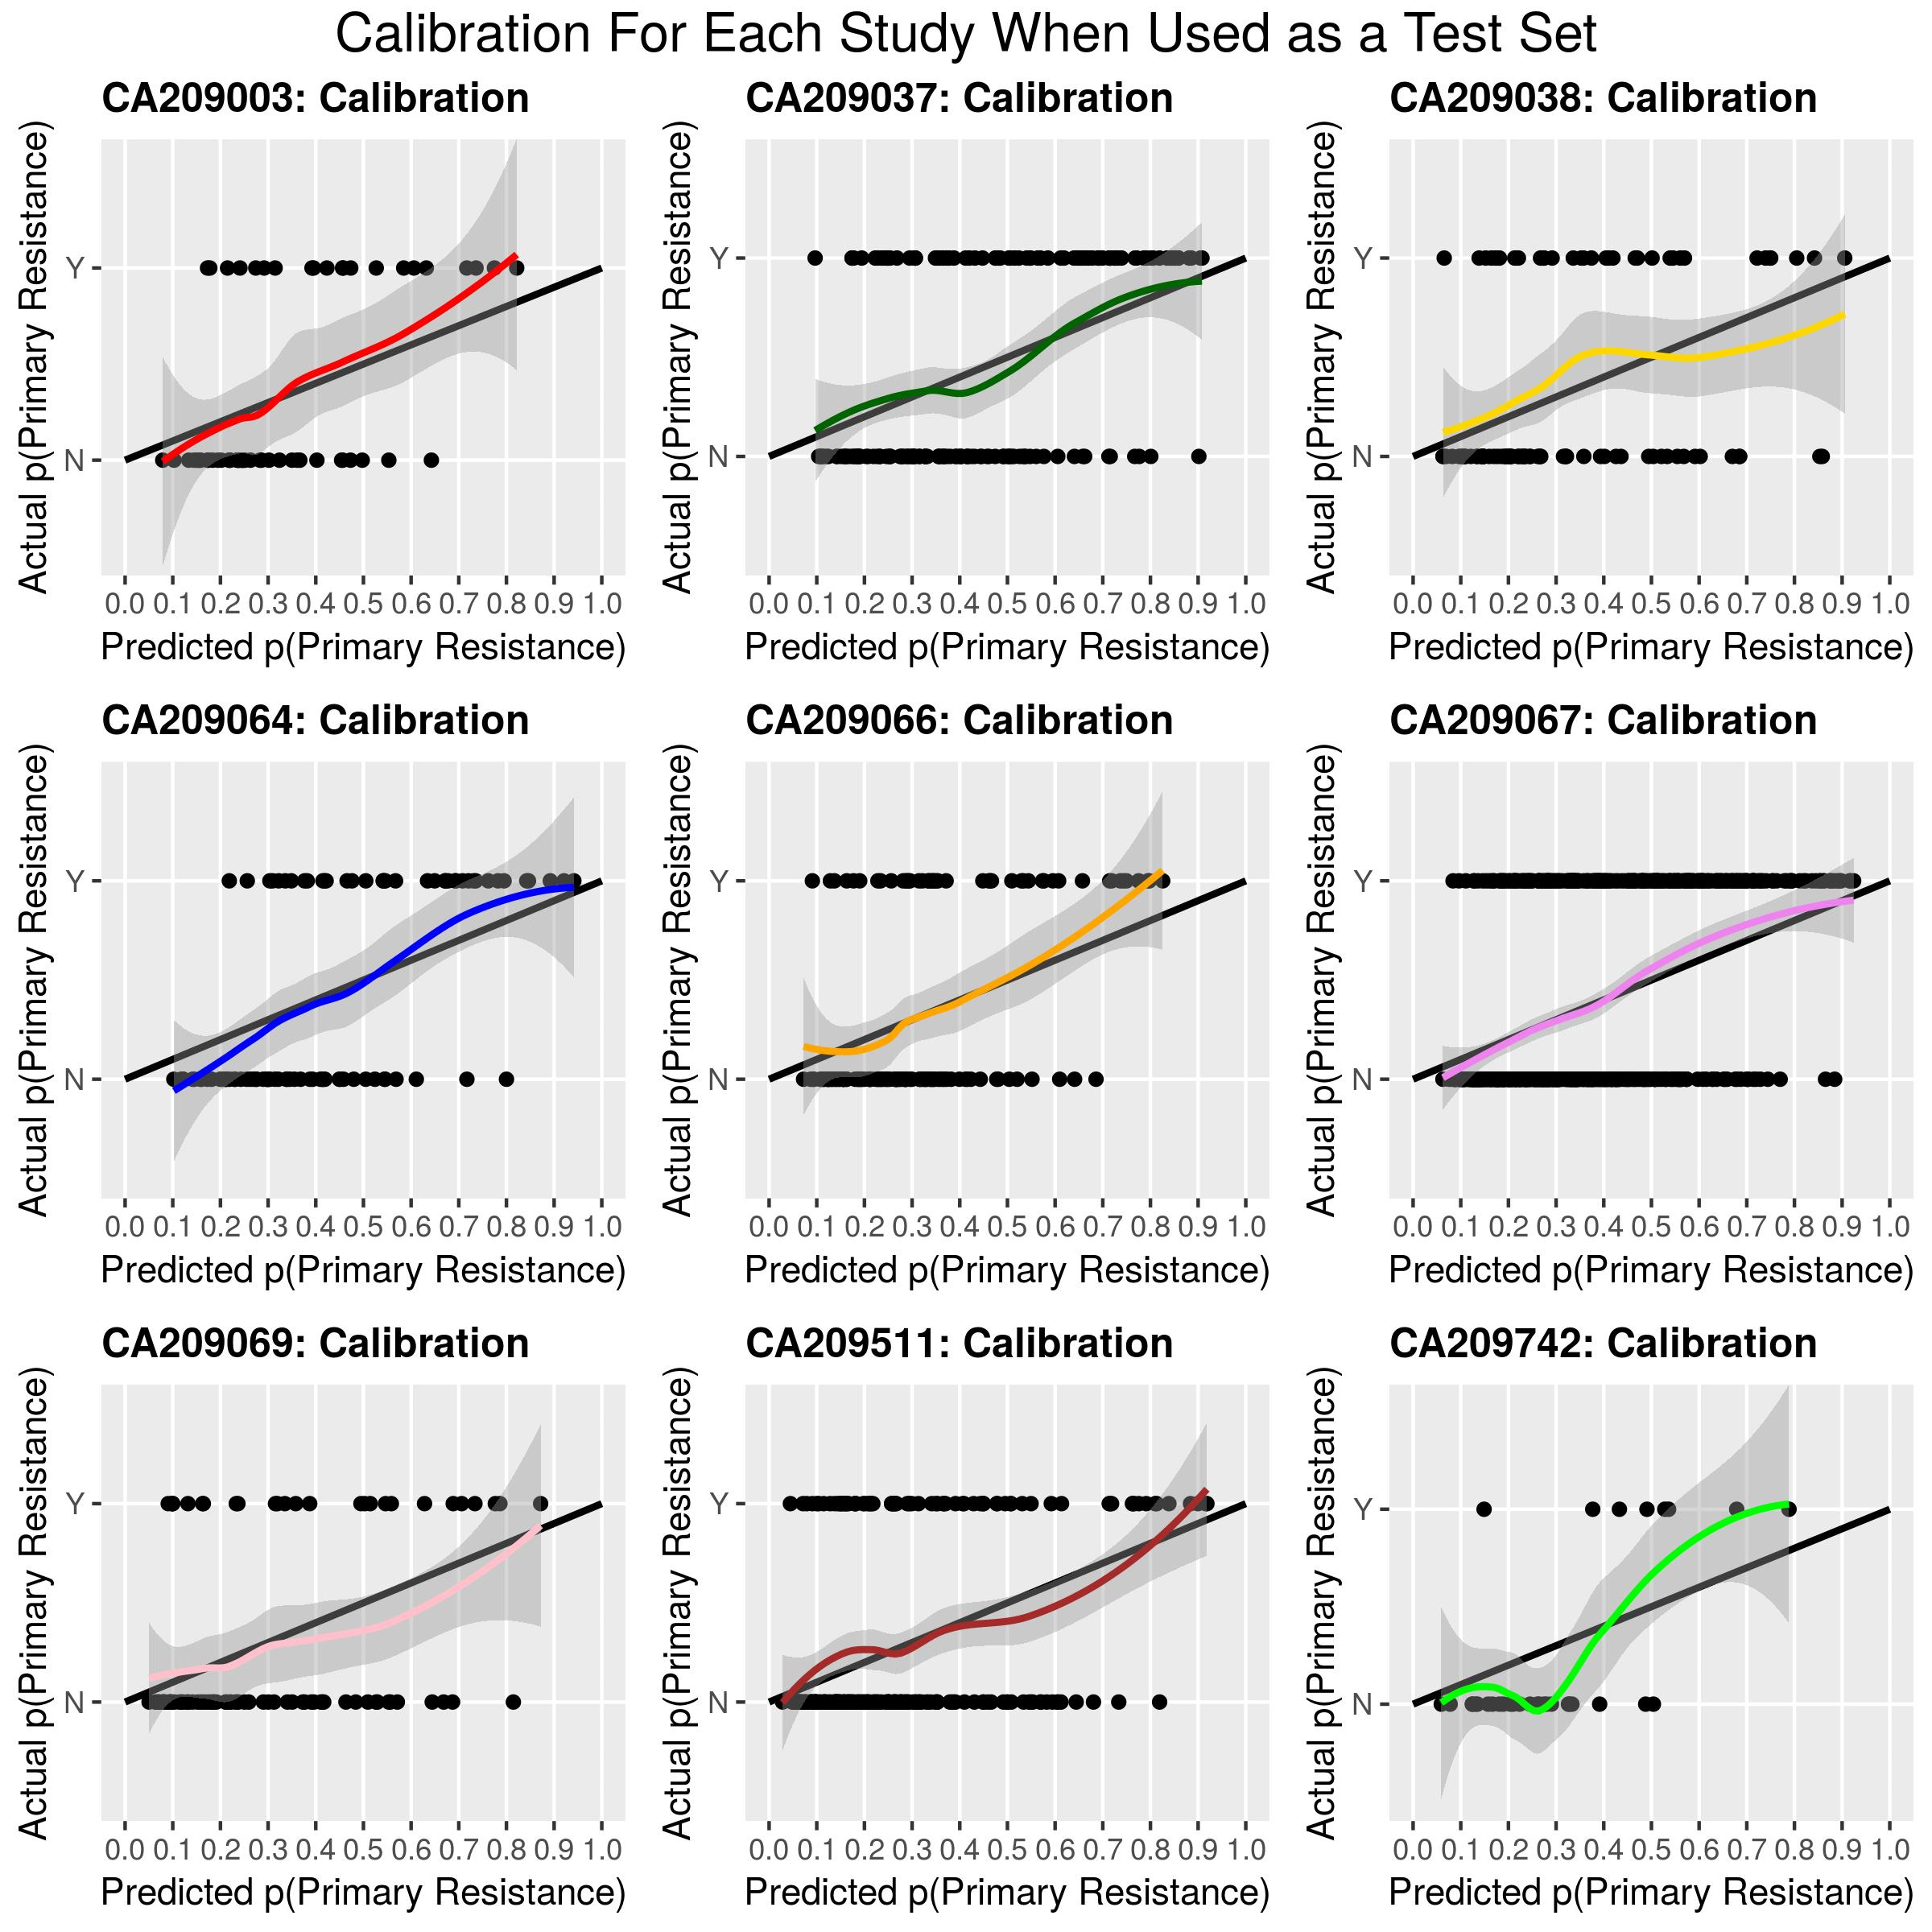 Calibration For Each Study When Used as a Test Set
CA209003: Calibration
Actual p(Primary Resistance)
Y
N
0.0 0.1 0.2 0.3 0.4 0.5 0.6 0.7 0.8 0.9 1.0
Predicted p(Primary Resistance)
CA209037: Calibration
Actual p(Primary Resistance)
Y
N
0.0 0.1 0.2 0.3 0.4 0.5 0.6 0.7 0.8 0.9 1.0
Predicted p(Primary Resistance)
CA209038: Calibration
Actual p(Primary Resistance)
Y
N
0.0 0.1 0.2 0.3 0.4 0.5 0.6 0.7 0.8 0.9 1.0
Predicted p(Primary Resistance)
CA209064: Calibration
Actual p(Primary Resistance)
Y
N
0.0 0.1 0.2 0.3 0.4 0.5 0.6 0.7 0.8 0.9 1.0
Predicted p(Primary Resistance)
CA209066: Calibration
Actual p(Primary Resistance)
Y
N
0.0 0.1 0.2 0.3 0.4 0.5 0.6 0.7 0.8 0.9 1.0
Predicted p(Primary Resistance)
CA209067: Calibration
Actual p(Primary Resistance)
Y
N
0.0 0.1 0.2 0.3 0.4 0.5 0.6 0.7 0.8 0.9 1.0
Predicted p(Primary Resistance)
CA209069: Calibration
Actual p(Primary Resistance)
Y
N
0.0 0.1 0.2 0.3 0.4 0.5 0.6 0.7 0.8 0.9 1.0
Predicted p(Primary Resistance)
CA209511: Calibration
Actual p(Primary Resistance)
Y
N
0.0 0.1 0.2 0.3 0.4 0.5 0.6 0.7 0.8 0.9 1.0
Predicted p(Primary Resistance)
CA209742: Calibration
Actual p(Primary Resistance)
Y
N
0.0 0.1 0.2 0.3 0.4 0.5 0.6 0.7 0.8 0.9 1.0
Predicted p(Primary Resistance)